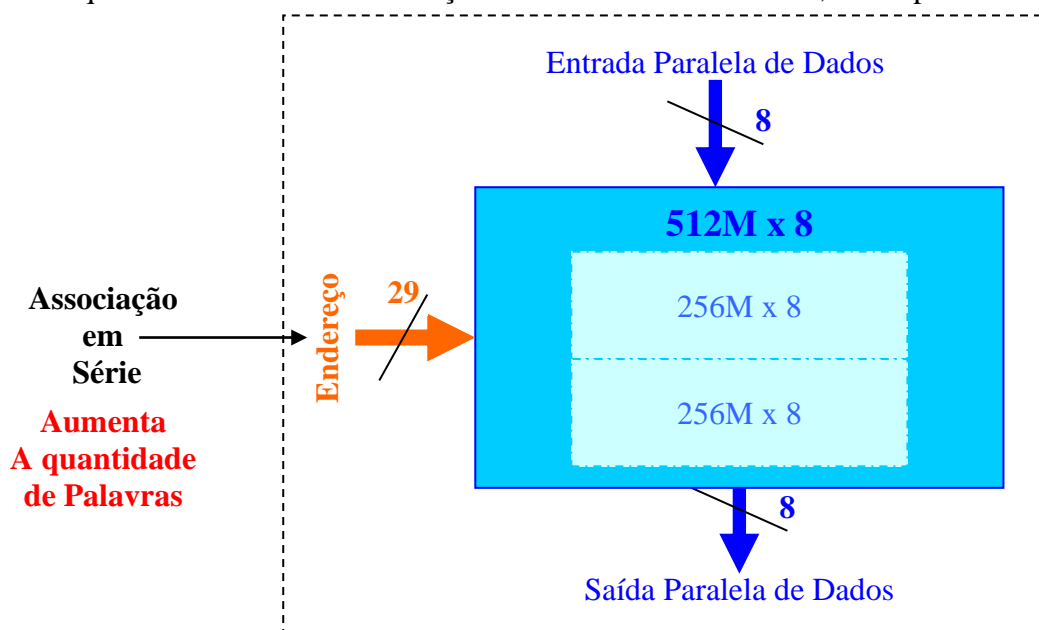 Entrada Paralela de Dados
8
512M x 8
Endereço
29
256M x 8
256M x 8
Associação
em
Série
Aumenta
A quantidade
de Palavras
8
Saída Paralela de Dados